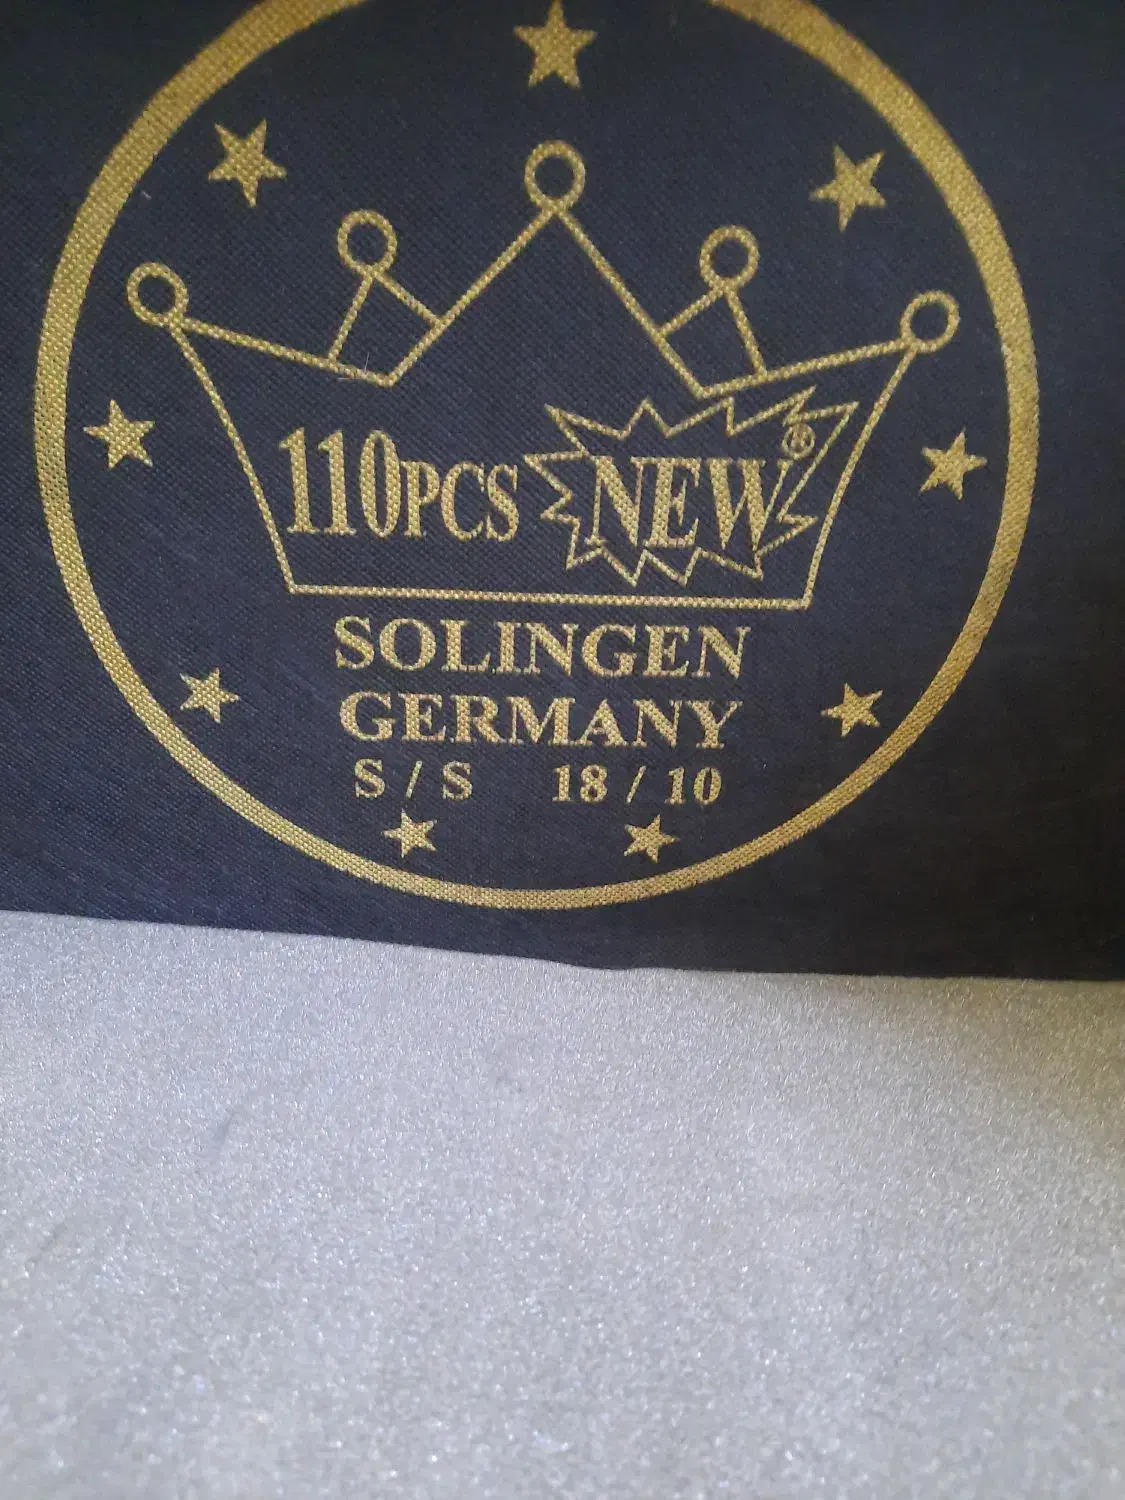 110PCS NEW®
SOLINGEN
GERMANY
S / S 18 / 10